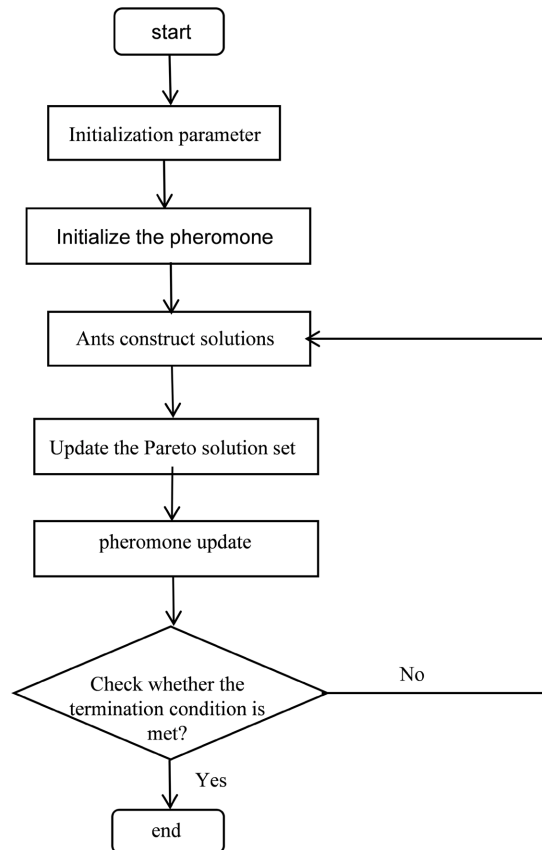 start
Initialization parameter
Initialize the pheromone
Ants construct solutions
Update the Pareto solution set
pheromone update
Check whether the
termination condition is
met?
No
Yes
end